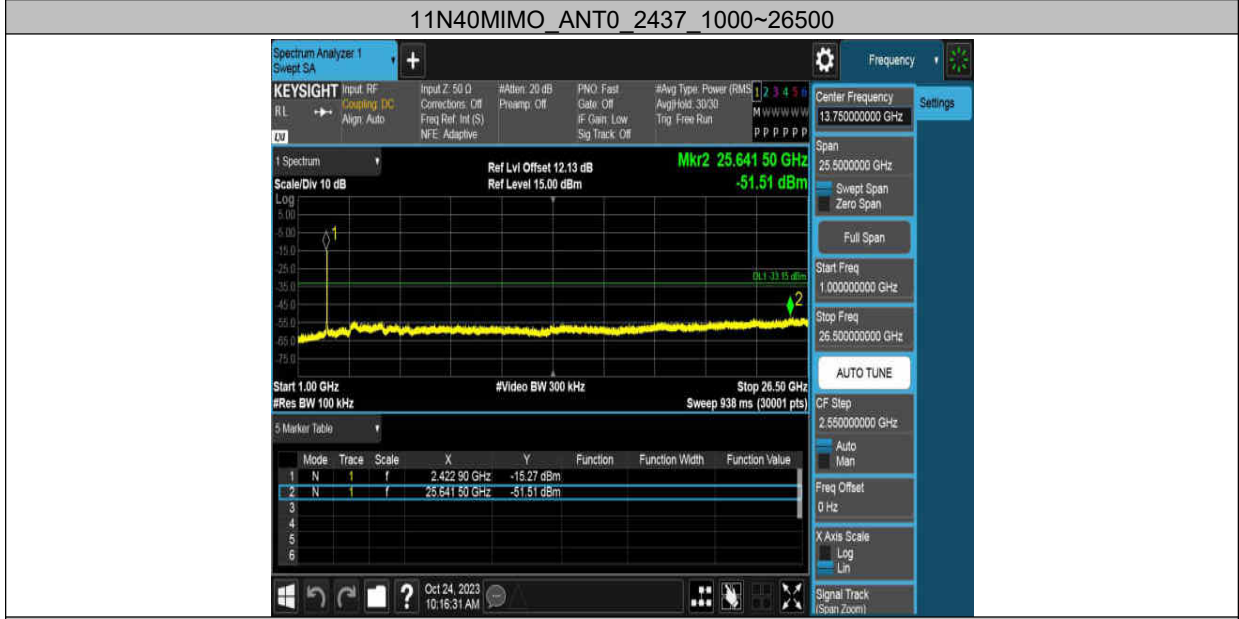 11N40MIMO_ANT0_2437_1000~26500
Spectrum Analyzer 1
Swept SA
+
Frequency
KEYSIGHT
RL
Input: RF
Coupling: DC
Align: Auto
Input Z: 50 Ω
Corrections: Off
Freq Ref: Int (S)
NFE: Adaptive
#Atten: 20 dB
Preamp: Off
PNO: Fast
Gate: Off
IF Gain: Low
Sig Track: Off
#Avg Type: Power (RMS
Avg|Hold: 30/30
Trig: Free Run
1 2 3 4 5 6
M W W W W W
P P P P P P
1 Spectrum
Scale/Div 10 dB
Ref Lvl Offset 12.13 dB
Ref Level 15.00 dBm
Mkr2 25.641 50 GHz
-51.51 dBm
Log
5.00
-5.00
-15.0
-25.0
-35.0
-45.0
-55.0
-65.0
-75.0
1
DL1 -33.15 dBm
2
Start 1.00 GHz
#Video BW 300 kHz
Stop 26.50 GHz
#Res BW 100 kHz
Sweep 938 ms (30001 pts)
5 Marker Table
Mode Trace Scale X Y Function Function Width Function Value
1 N 1 f 2.422 90 GHz -15.27 dBm
2 N 1 f 25.641 50 GHz -51.51 dBm
3
4
5
6
?
Oct 24, 2023
10:16:31 AM
Center Frequency
13.750000000 GHz
Settings
Span
25.5000000 GHz
Swept Span
Zero Span
Full Span
Start Freq
1.000000000 GHz
Stop Freq
26.500000000 GHz
AUTO TUNE
CF Step
2.550000000 GHz
Auto
Man
Freq Offset
0 Hz
X Axis Scale
Log
Lin
Signal Track
(Span Zoom)